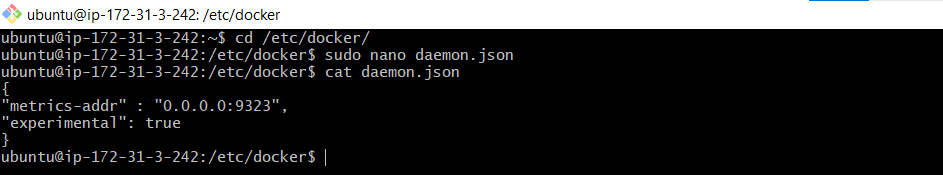 ubuntu@ip-172-31-3-242: /etc/docker
ubuntu@ip-172-31-3-242:~$ cd /etc/docker/
ubuntu@ip-172-31-3-242:/etc/docker$ sudo nano daemon.json
ubuntu@ip-172-31-3-242:/etc/docker$ cat daemon.json
{
"metrics-addr" : "0.0.0.0:9323",
"experimental": true
}
ubuntu@ip-172-31-3-242:/etc/docker$